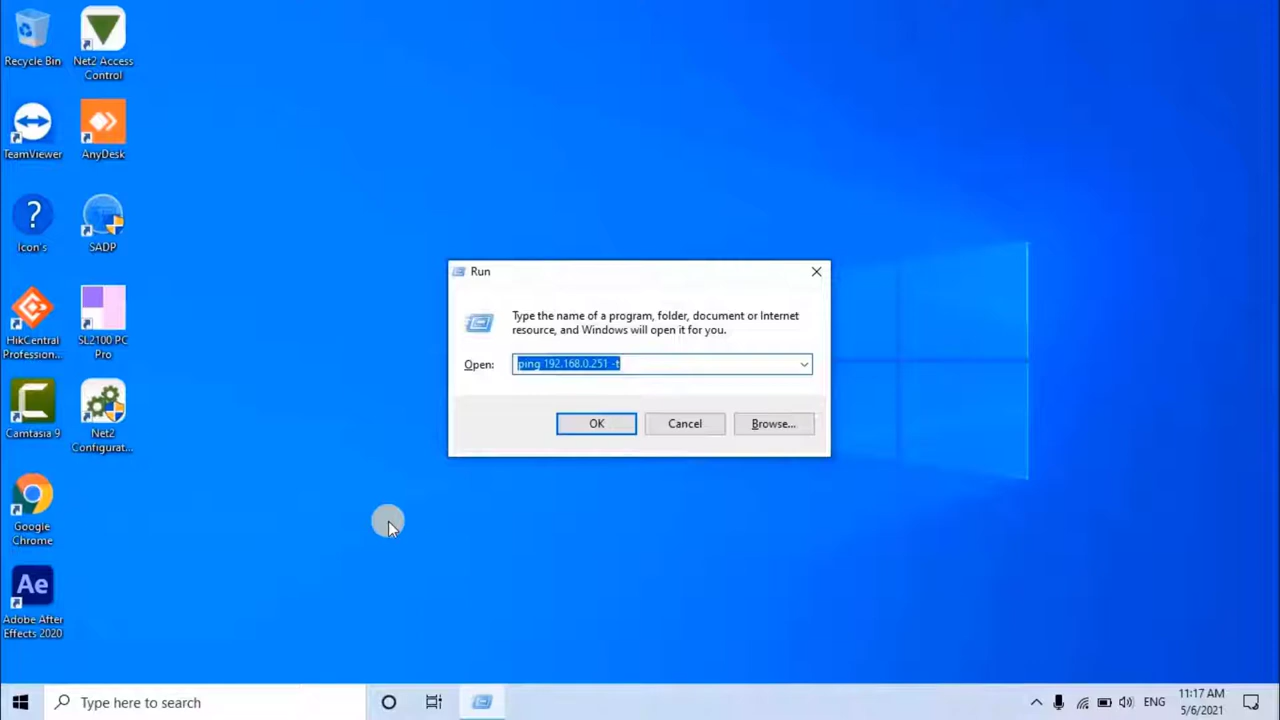 Recycle Bin
Net2 Access
Control
TeamViewer
AnyDesk
?
Icon's
SADP
HikCentral
Profession...
SL2100 PC
Pro
Camtasia 9
Net2
Configurat...
Google
Chrome
Ae
Adobe After
Effects 2020
Run
Type the name of a program, folder, document or Internet
resource, and Windows will open it for you.
Open:
ping 192.168.0.251 -t
OK
Cancel
Browse...
Type here to search
ENG
11:17 AM
5/6/2021